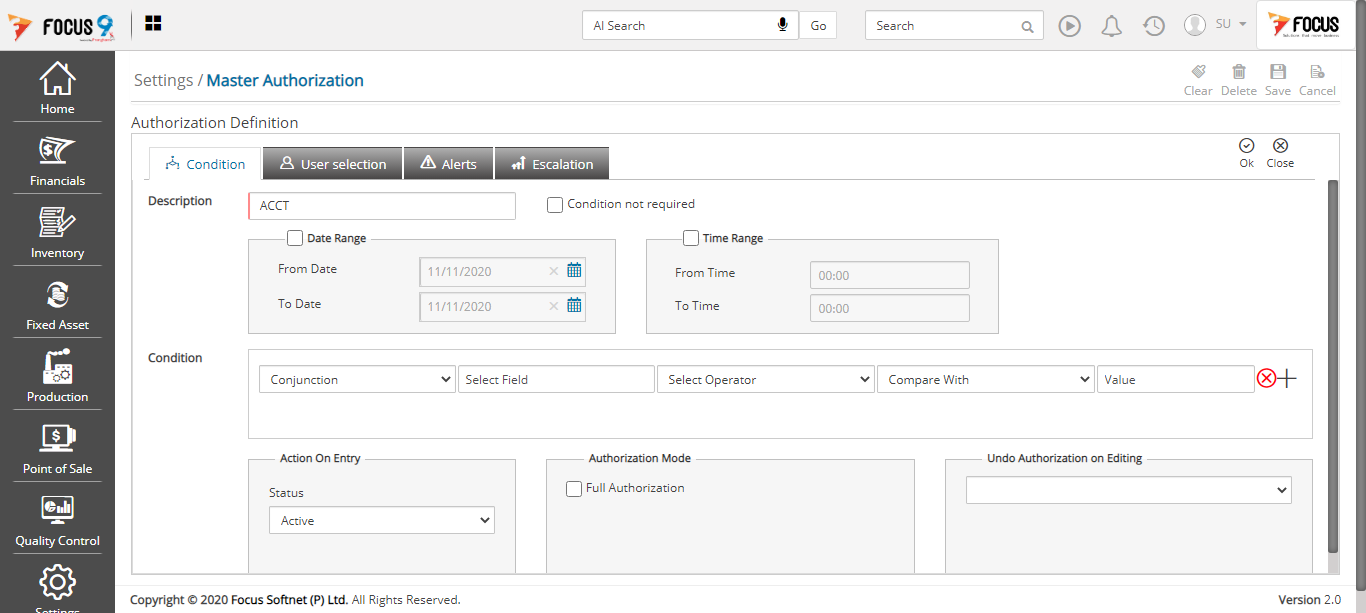 FOCUS 9
AI Search
Go
Search
SU
FOCUS
Home
Financials
Inventory
Fixed Asset
Production
Point of Sale
Quality Control
Settings
Settings / Master Authorization
Clear Delete Save Cancel
Authorization Definition
Condition User selection Alerts Escalation
Ok Close
Description ACCT Condition not required
Date Range
From Date 11/11/2020
To Date 11/11/2020
Time Range
From Time 00:00
To Time 00:00
Condition
Conjunction Select Field Select Operator Compare With Value
Action On Entry
Status
Active
Authorization Mode
Full Authorization
Undo Authorization on Editing
Copyright © 2020 Focus Softnet (P) Ltd. All Rights Reserved.
Version 2.0